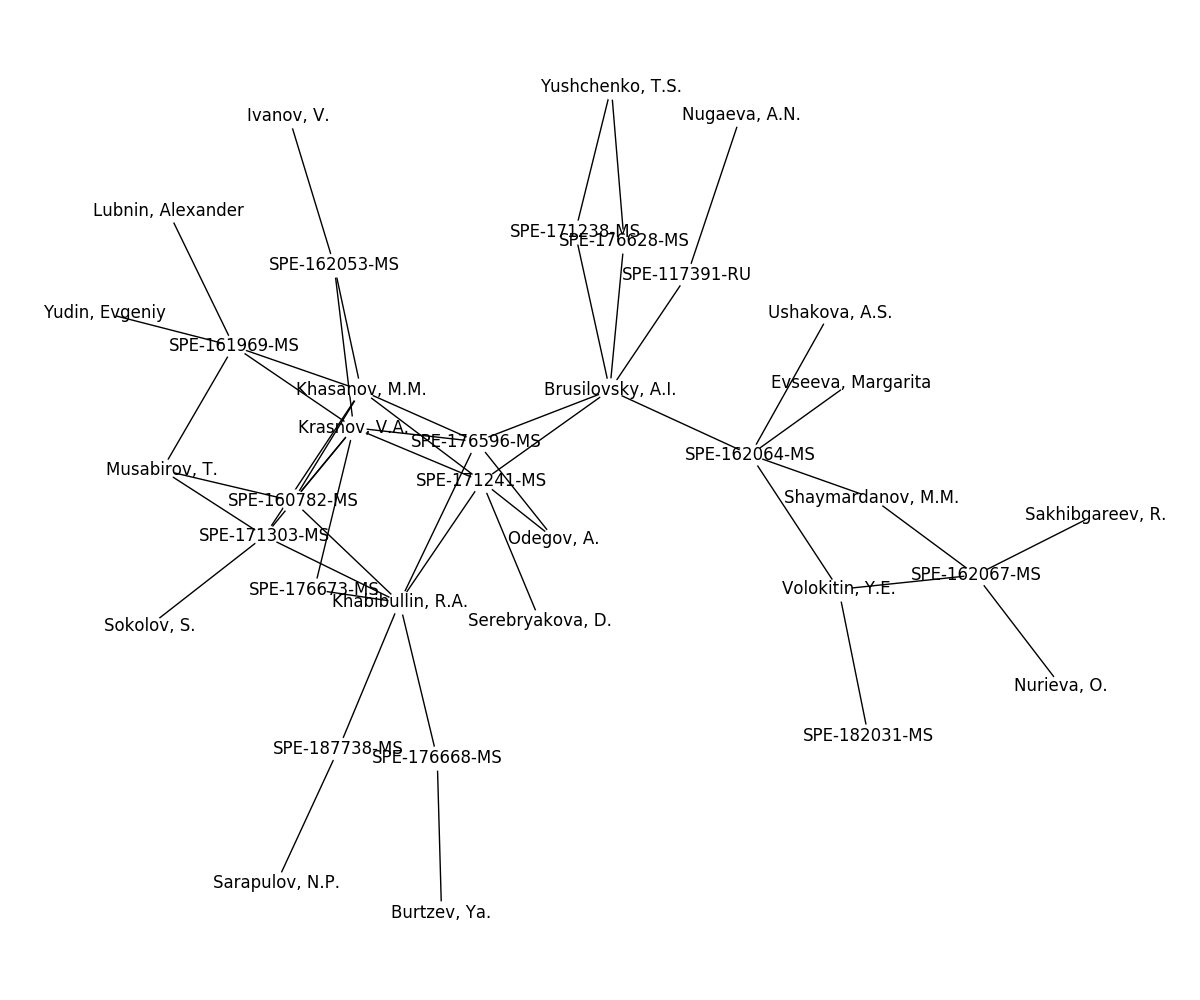 Yushchenko, T.S.
Ivanov, V.
Nugaeva, A.N.
Lubnin, Alexander
SPE-171238-MS
SPE-176628-MS
SPE-162053-MS
SPE-117391-RU
Yudin, Evgeniy
Ushakova, A.S.
SPE-161969-MS
Evseeva, Margarita
Khasanov, M.M.
Brusilovsky, A.I.
Krasnov, V.A.
SPE-176596-MS
SPE-162064-MS
Musabirov, T.
SPE-171241-MS
SPE-160782-MS
Shaymardanov, M.M.
Sakhibgareev, R.
SPE-171303-MS
Odegov, A.
SPE-162067-MS
SPE-176673-MS
Volokitin, Y.E.
Khabibullin, R.A.
Serebryakova, D.
Sokolov, S.
Nurieva, O.
SPE-182031-MS
SPE-187738-MS
SPE-176668-MS
Sarapulov, N.P.
Burtzev, Ya.